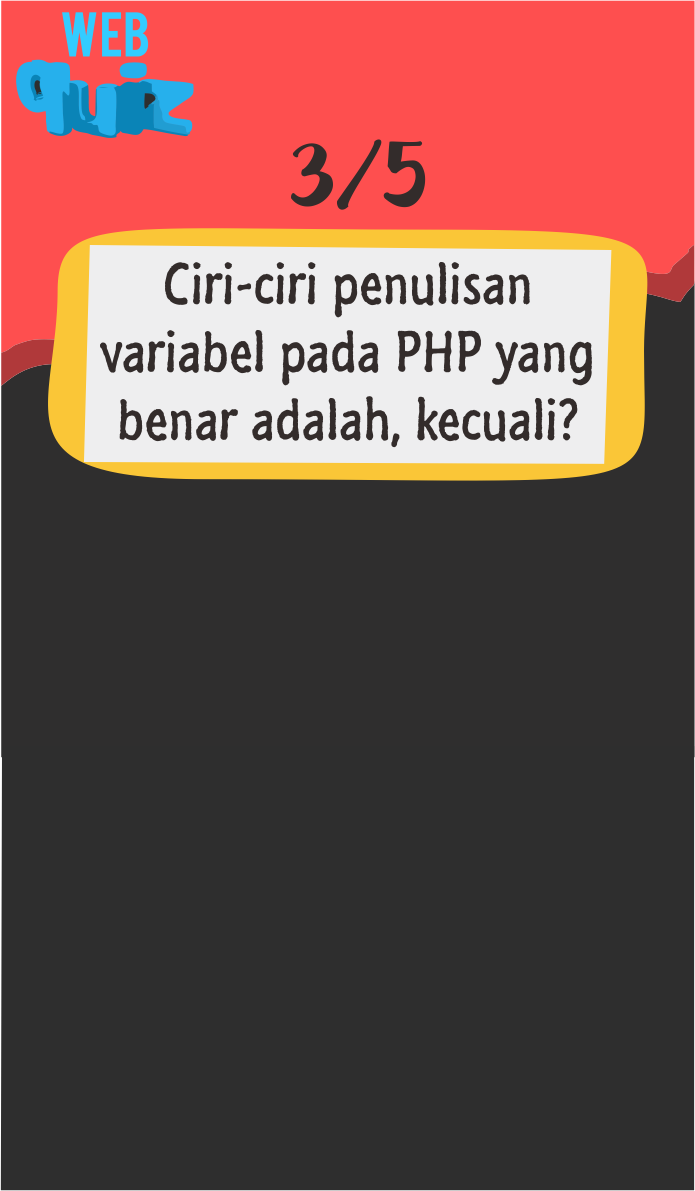 WEB
quiz
3/5
Ciri-ciri penulisan
variabel pada PHP yang
benar adalah, kecuali?